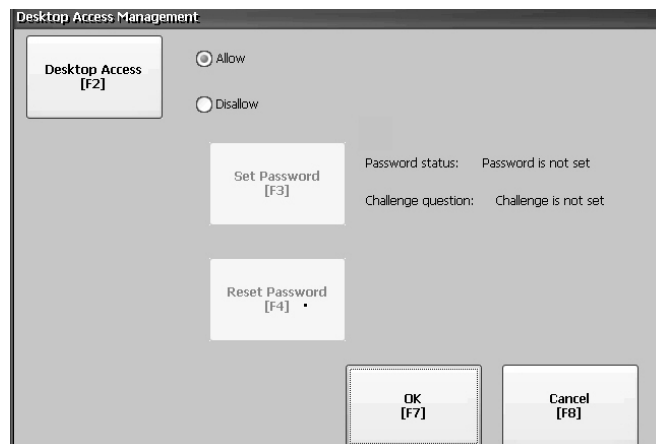 Desktop Access Management
Desktop Access
[F2]
Allow
Disallow
Set Password
[F3]
Password status: Password is not set
Challenge question: Challenge is not set
Reset Password
[F4]
OK
[F7]
Cancel
[F8]